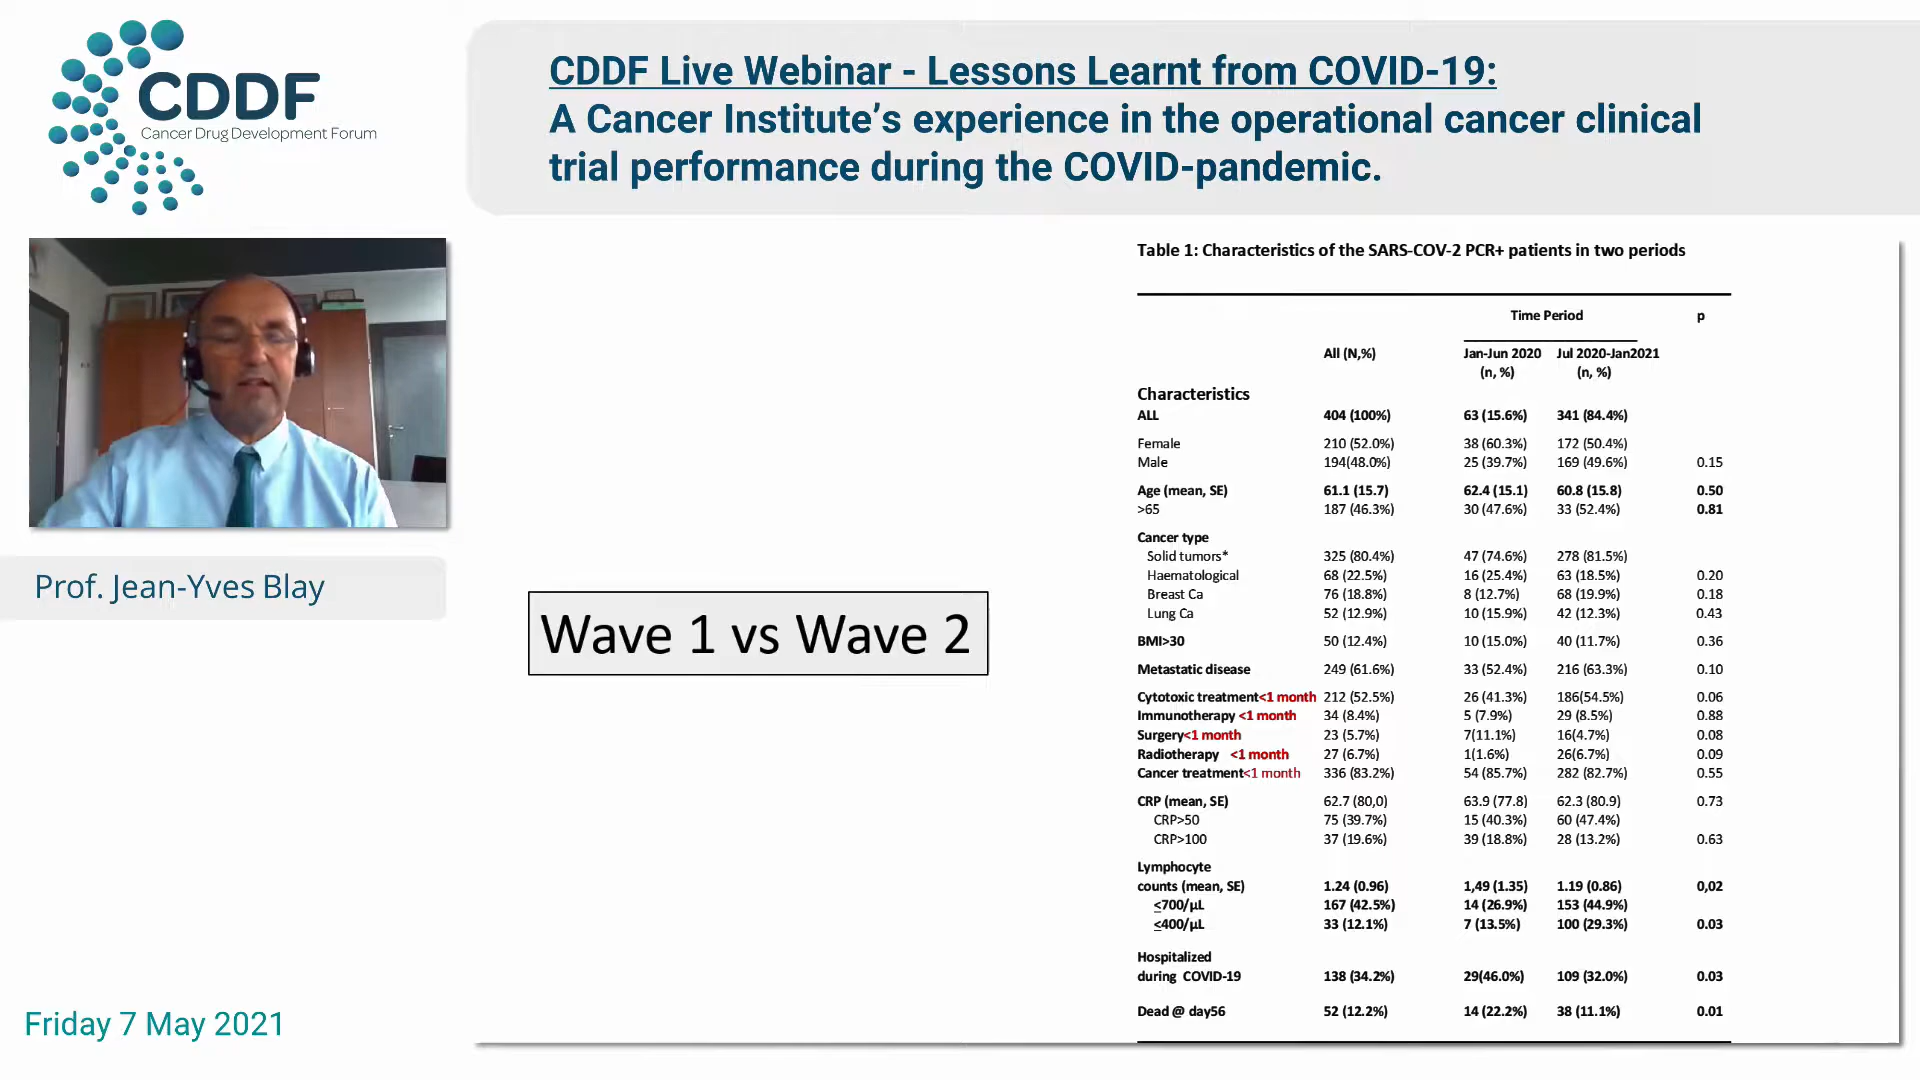 CDDF
Cancer Drug Development Forum
CDDF Live Webinar - Lessons Learnt from COVID-19:
A Cancer Institute's experience in the operational cancer clinical
trial performance during the COVID-pandemic.
Prof. Jean-Yves Blay
Friday 7 May 2021
Wave 1 vs Wave 2
Table 1: Characteristics of the SARS-COV-2 PCR+ patients in two periods
Time Period p
All (N,%) Jan-Jun 2020 Jul 2020-Jan2021
(n, %) (n, %)
Characteristics
ALL 404 (100%) 63 (15.6%) 341 (84.4%)
Female 210 (52.0%) 38 (60.3%) 172 (50.4%)
Male 194(48.0%) 25 (39.7%) 169 (49.6%) 0.15
Age (mean, SE) 61.1 (15.7) 62.4 (15.1) 60.8 (15.8) 0.50
>65 187 (46.3%) 30 (47.6%) 33 (52.4%) 0.81
Cancer type
Solid tumors* 325 (80.4%) 47 (74.6%) 278 (81.5%)
Haematological 68 (22.5%) 16 (25.4%) 63 (18.5%) 0.20
Breast Ca 76 (18.8%) 8 (12.7%) 68 (19.9%) 0.18
Lung Ca 52 (12.9%) 10 (15.9%) 42 (12.3%) 0.43
BMI>30 50 (12.4%) 10 (15.0%) 40 (11.7%) 0.36
Metastatic disease 249 (61.6%) 33 (52.4%) 216 (63.3%) 0.10
Cytotoxic treatment<1 month 212 (52.5%) 26 (41.3%) 186(54.5%) 0.06
Immunotherapy <1 month 34 (8.4%) 5 (7.9%) 29 (8.5%) 0.88
Surgery<1 month 23 (5.7%) 7(11.1%) 16(4.7%) 0.08
Radiotherapy <1 month 27 (6.7%) 1(1.6%) 26(6.7%) 0.09
Cancer treatment<1 month 336 (83.2%) 54 (85.7%) 282 (82.7%) 0.55
CRP (mean, SE) 62.7 (80,0) 63.9 (77.8) 62.3 (80.9) 0.73
CRP>50 75 (39.7%) 15 (40.3%) 60 (47.4%)
CRP>100 37 (19.6%) 39 (18.8%) 28 (13.2%) 0.63
Lymphocyte
counts (mean, SE) 1.24 (0.96) 1,49 (1.35) 1.19 (0.86) 0,02
≤700/µL 167 (42.5%) 14 (26.9%) 153 (44.9%)
≤400/µL 33 (12.1%) 7 (13.5%) 100 (29.3%) 0.03
Hospitalized
during COVID-19 138 (34.2%) 29(46.0%) 109 (32.0%) 0.03
Dead @ day56 52 (12.2%) 14 (22.2%) 38 (11.1%) 0.01